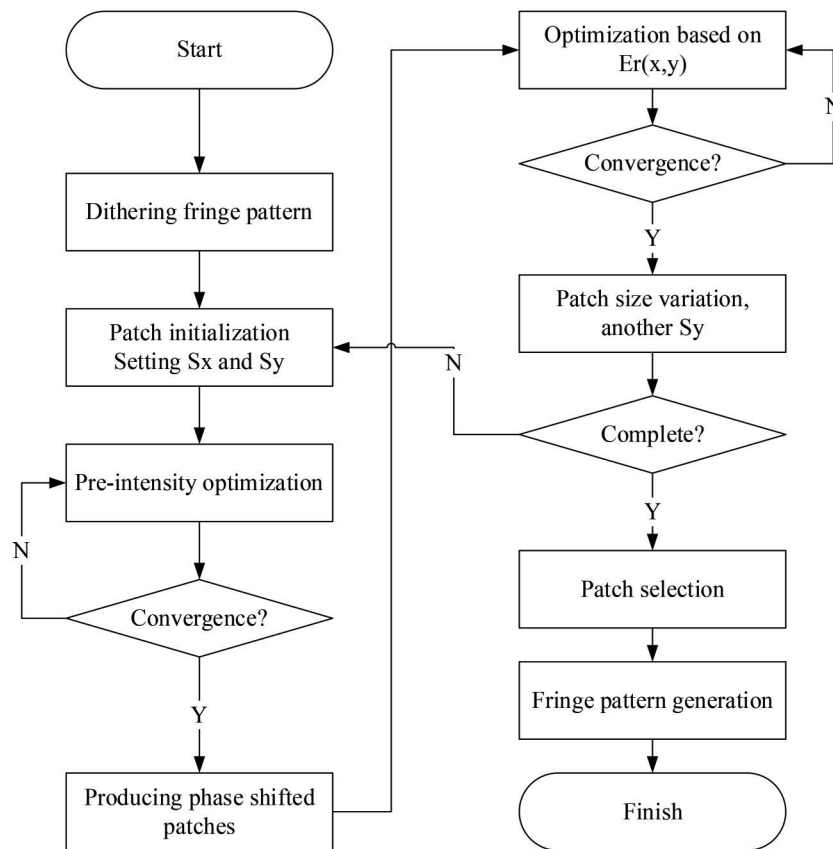 Start
Dithering fringe pattern
Patch initialization
Setting Sx and Sy
Pre-intensity optimization
N
Convergence?
Y
Producing phase shifted
patches
Optimization based on
Er(x,y)
N
Convergence?
Y
Patch size variation,
another Sy
N
Complete?
Y
Patch selection
Fringe pattern generation
Finish